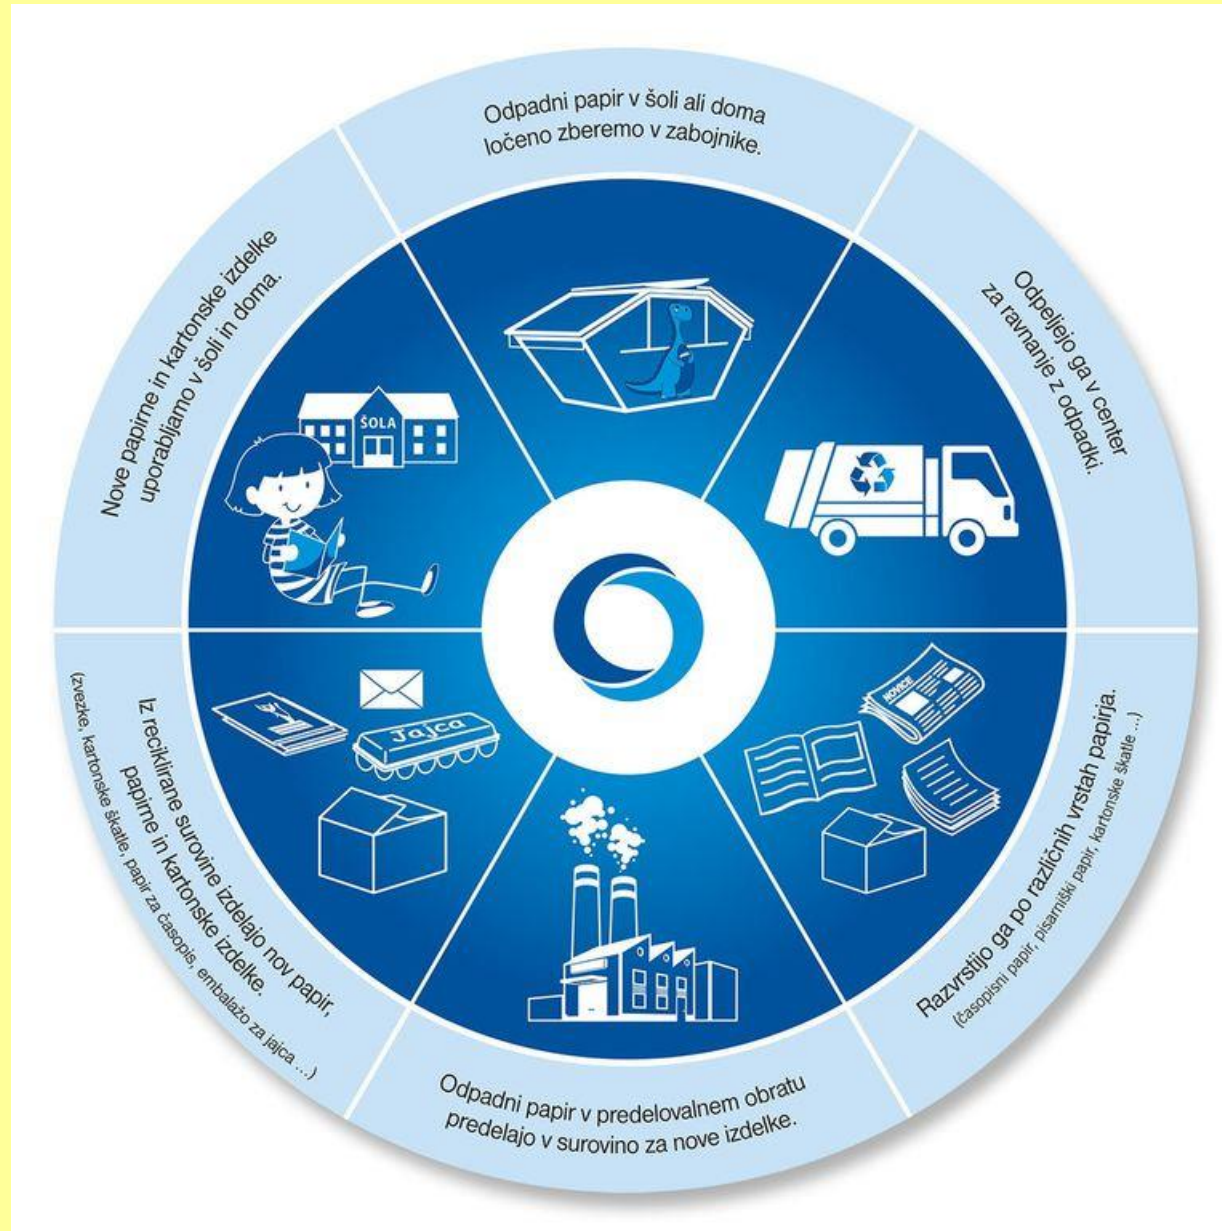 Odpadni papir v šoli ali doma
ločeno zberemo v zabojnike.
Odpeljejo ga v center
za ravnanje z odpadki.
Razvrstijo ga po različnih vrstah papirja.
(časopisni papir, pisarniški papir, kartonske škatle ...)
NOVICE
Odpadni papir v predelovalnem obratu
predelajo v surovino za nove izdelke.
Iz reciklirane surovine izdelajo nov papir,
papirne in kartonske izdelke.
(zvezke, kartonske škatle, papir za časopis, embalažo za jajca ...)
Jajca
Nove papirne in kartonske izdelke
uporabljamo v šoli in doma.
ŠOLA